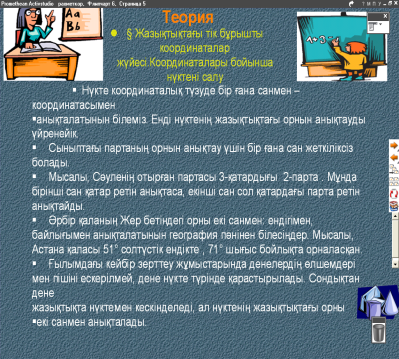 Promethean Activstudio рамметхор, Флипчарт 6, Страница 5
Теория
§ Жазықтықтағы тік бұрышты
координаталар
жүйесі.Координаталары бойынша
нүктені салу
▪ Нүкте координаталық түзуде бір ғана санмен –
координатасымен
▪анықталатынын білеміз. Енді нүктенің жазықтықтағы орнын анықтауды
үйренейік.
▪ Сыныптағы партаның орнын анықтау үшін бір ғана сан жеткіліксіз
болады.
▪ Мысалы, Сәуленің отырған партасы 3-қатардығы 2-парта . Мұнда
бірінші сан қатар ретін анықтаса, екінші сан сол қатардағы парта ретін
анықтайды.
▪ Әрбір қаланың Жер бетіндегі орны екі санмен: ендігімен,
байлығымен анықталатынын география пәнінен білесіңдер. Мысалы,
Астана қаласы 51° солтүстік ендікте , 71° шығыс бойлықта орналасқан.
▪ Ғылымдағы кейбір зерттеу жұмыстарында денелердің өлшемдері
мен пішіні ескерілмей, дене нүкте түрінде қарастырылады. Сондықтан
дене
жазықтықта нүктемен кескінделеді, ал нүктенің жазықтықтағы орны
▪екі санмен анықталады.